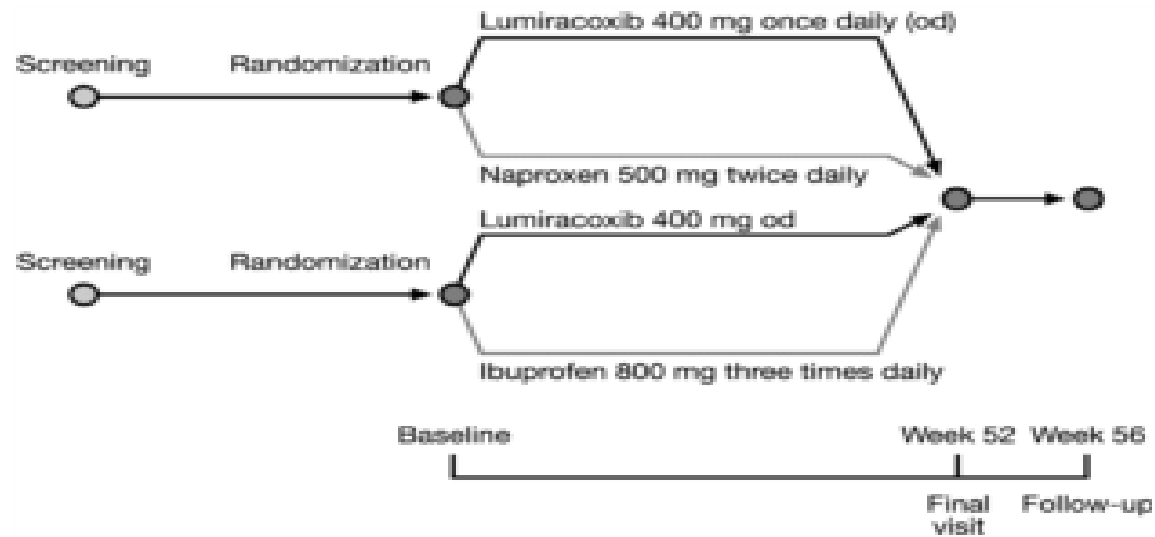 Lumiracoxib 400 mg once daily (od)
Screening Randomization
Naproxen 500 mg twice daily
Lumiracoxib 400 mg od
Screening Randomization
Ibuprofen 800 mg three times daily
Baseline Week 52 Week 56
Final Follow-up
visit